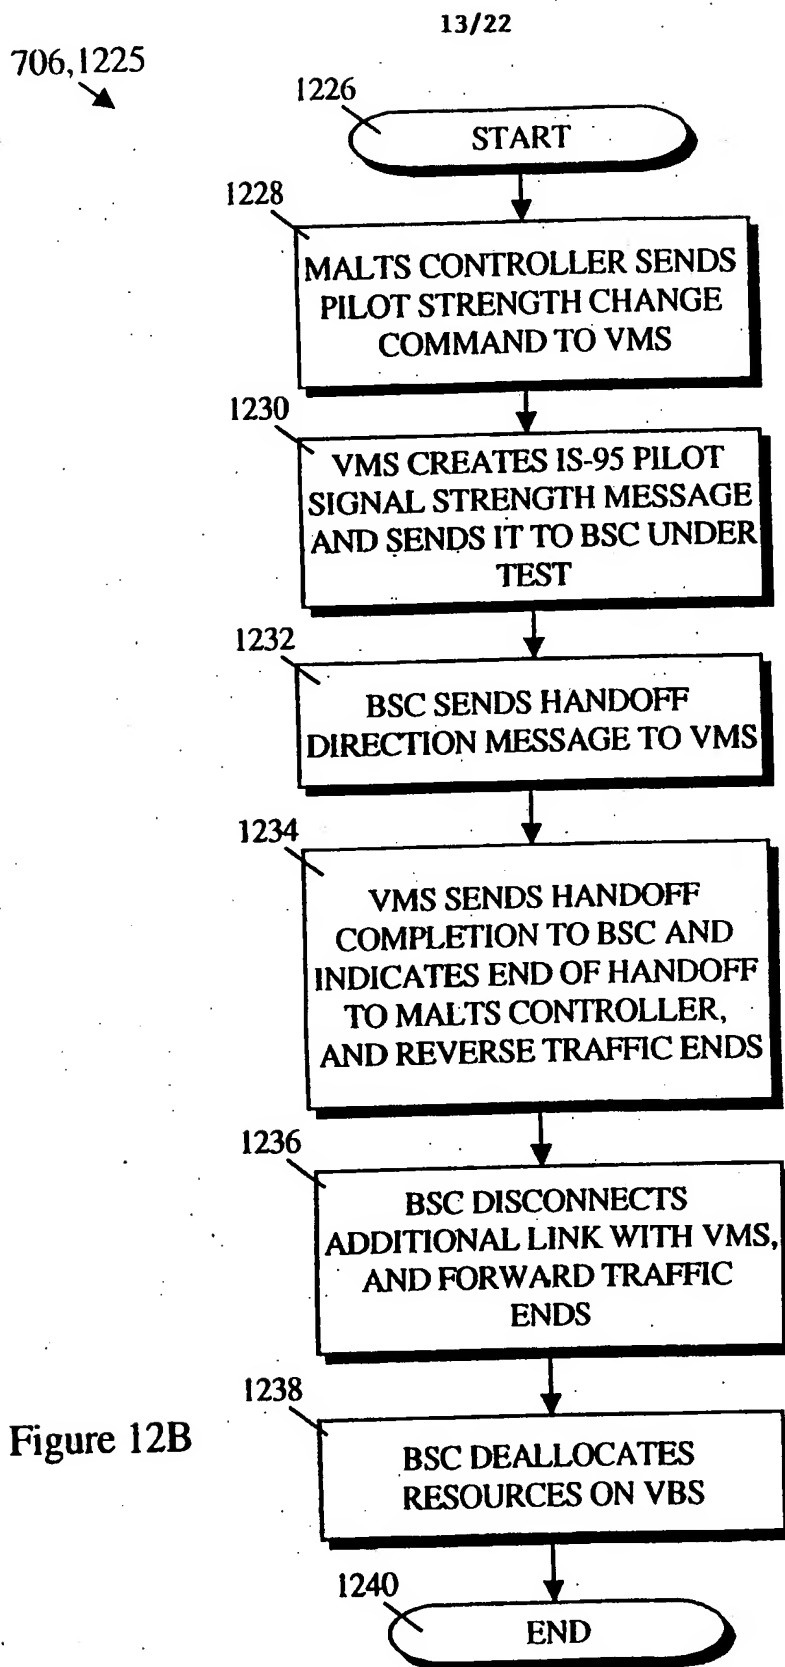 13/22
706,1225
1226
START
1228
MALTS CONTROLLER SENDS
PILOT STRENGTH CHANGE
COMMAND TO VMS
1230
VMS CREATES IS-95 PILOT
SIGNAL STRENGTH MESSAGE
AND SENDS IT TO BSC UNDER
TEST
1232
BSC SENDS HANDOFF
DIRECTION MESSAGE TO VMS
1234
VMS SENDS HANDOFF
COMPLETION TO BSC AND
INDICATES END OF HANDOFF
TO MALTS CONTROLLER,
AND REVERSE TRAFFIC ENDS
1236
BSC DISCONNECTS
ADDITIONAL LINK WITH VMS,
AND FORWARD TRAFFIC
ENDS
1238
BSC DEALLOCATES
RESOURCES ON VBS
Figure 12B
1240
END